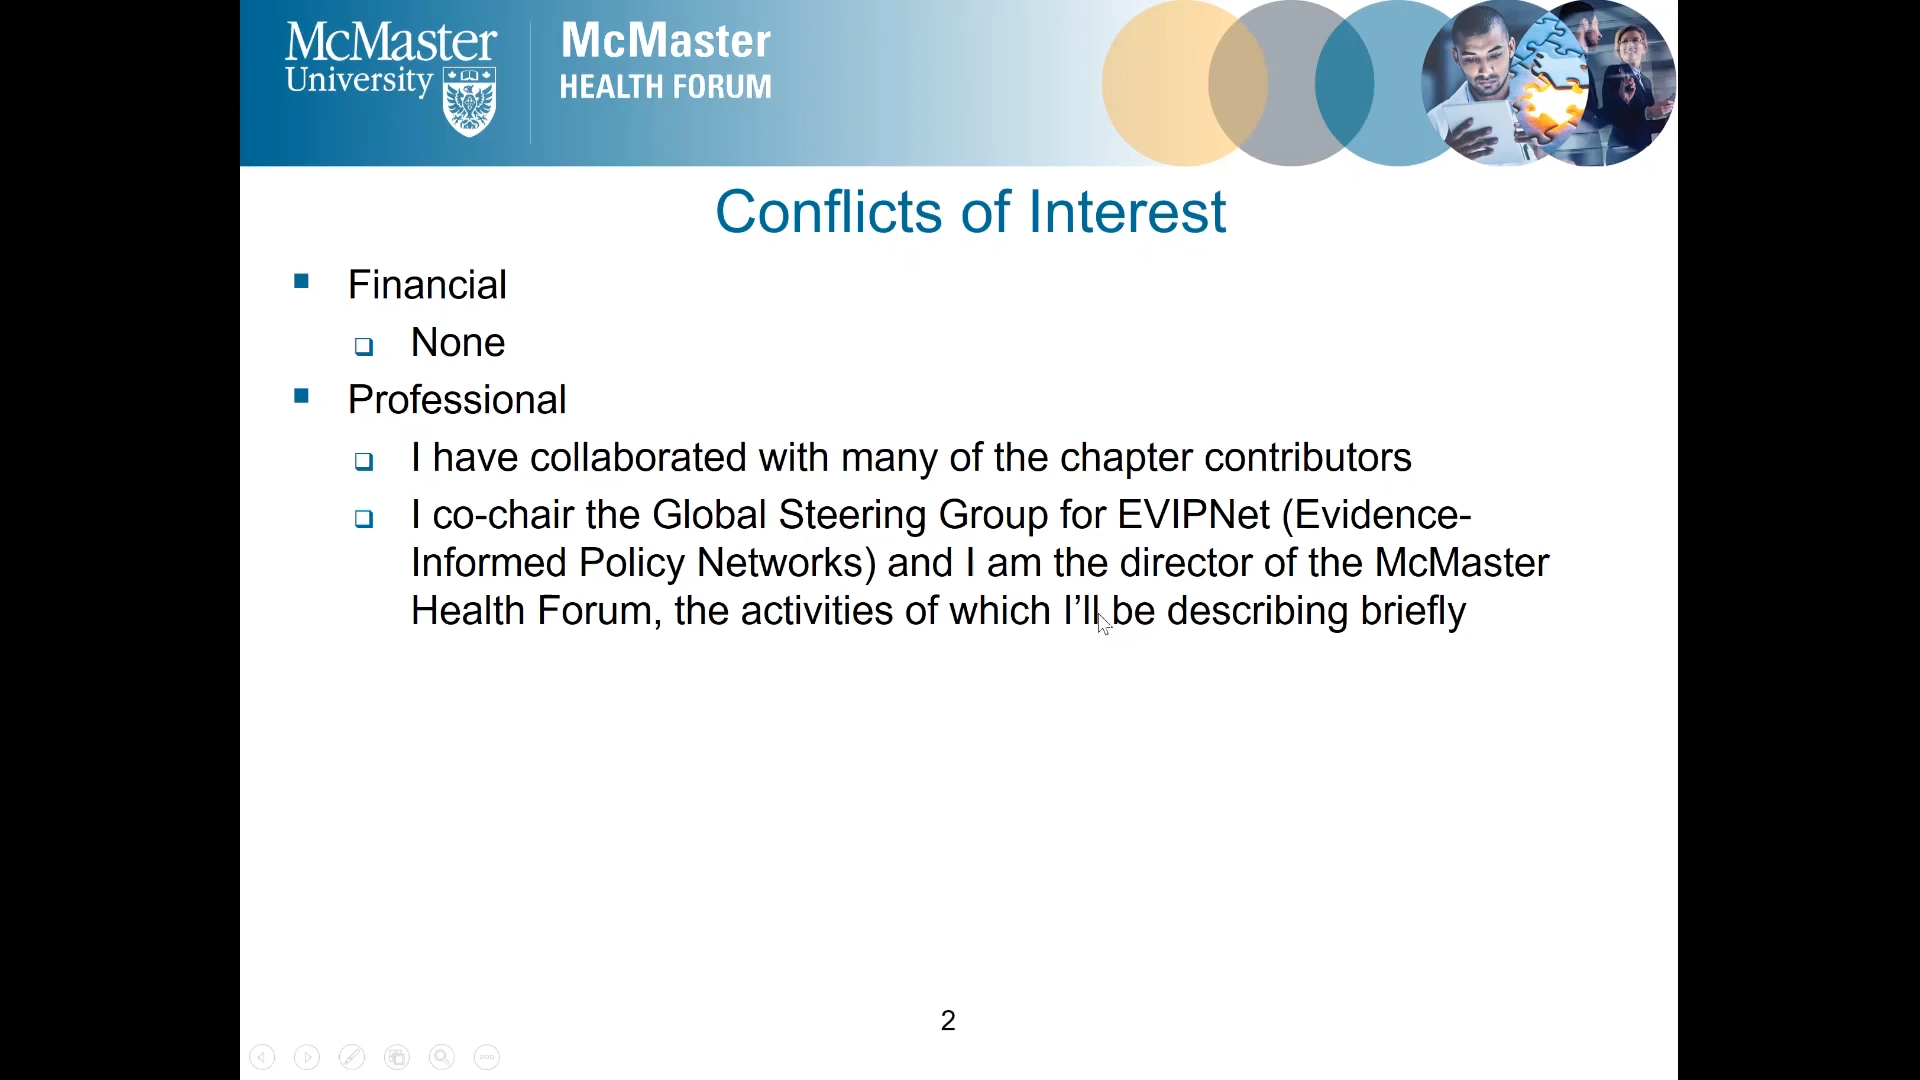 McMaster
University
McMaster
HEALTH FORUM
Conflicts of Interest
Financial
None
Professional
I have collaborated with many of the chapter contributors
I co-chair the Global Steering Group for EVIPNet (Evidence-
Informed Policy Networks) and I am the director of the McMaster
Health Forum, the activities of which I’ll be describing briefly
2